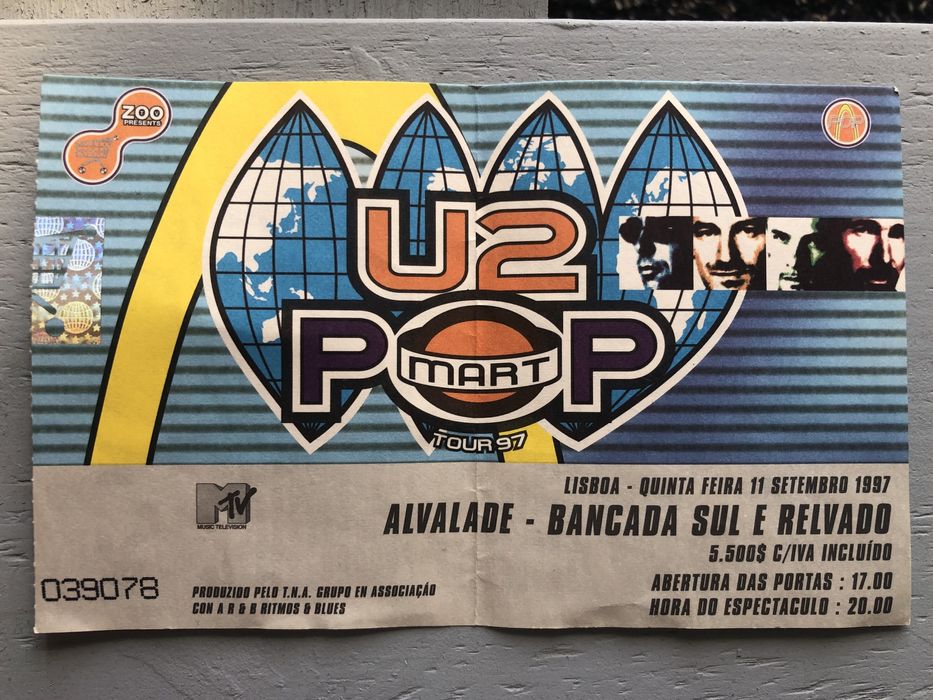 ZOO
PRESENTS
POP
U2
POP
MART
TOUR 97
LISBOA - QUINTA FEIRA 11 SETEMBRO 1997
ALVALADE - BANCADA SUL E RELVADO
5.500$ C/IVA INCLUÍDO
ABERTURA DAS PORTAS : 17.00
HORA DO ESPECTACULO : 20.00
MTV
MUSIC TELEVISION
039078
PRODUZIDO PELO T.N.A. GRUPO EN ASSOCIAÇÃO
CON A R & B RITMOS & BLUES